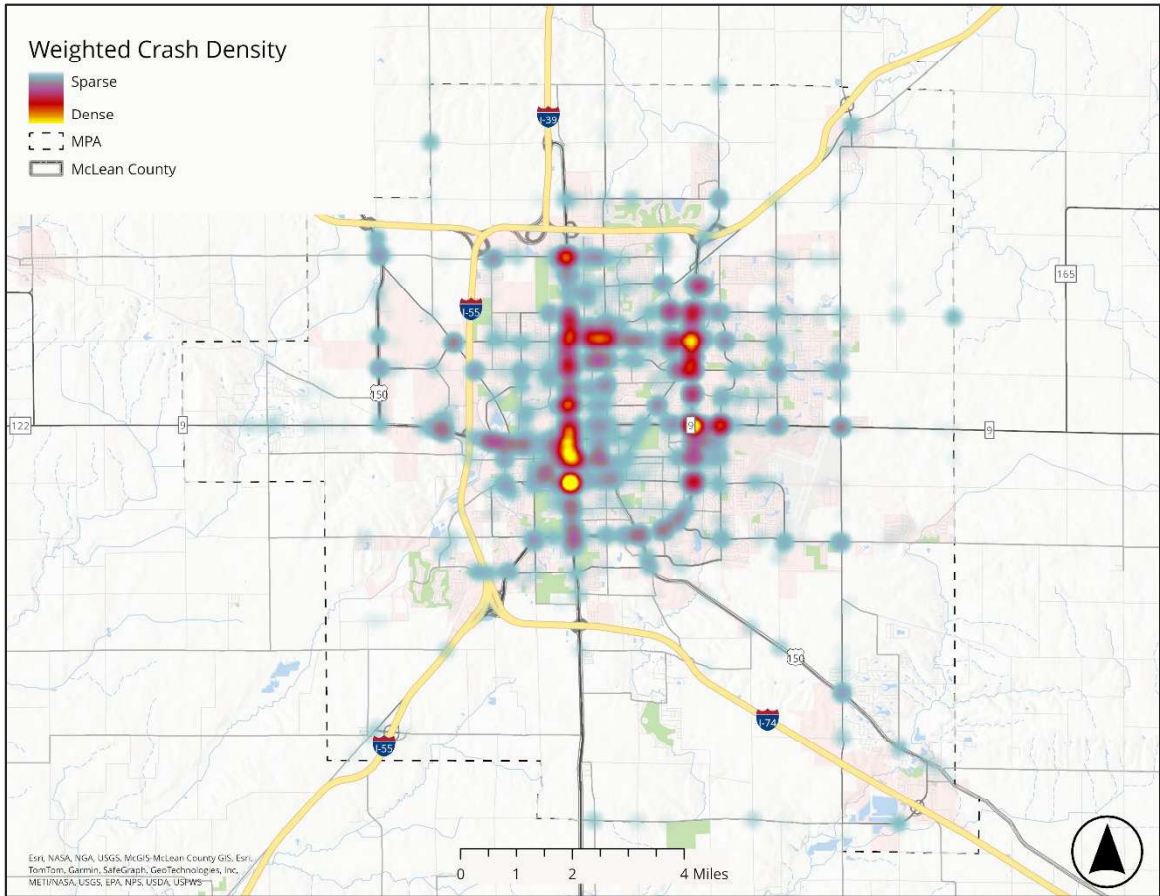 Weighted Crash Density
Sparse
Dense
MPA
McLean County
I-39
I-55
165
150
122
9
9
9
150
I-74
I-55
Esri, NASA, NGA, USGS, McGIS-McLean County GIS, Esri,
TomTom, Garmin, SafeGraph, GeoTechnologies, Inc,
METI/NASA, USGS, EPA, NPS, USDA, USFWS
0 1 2 4 Miles